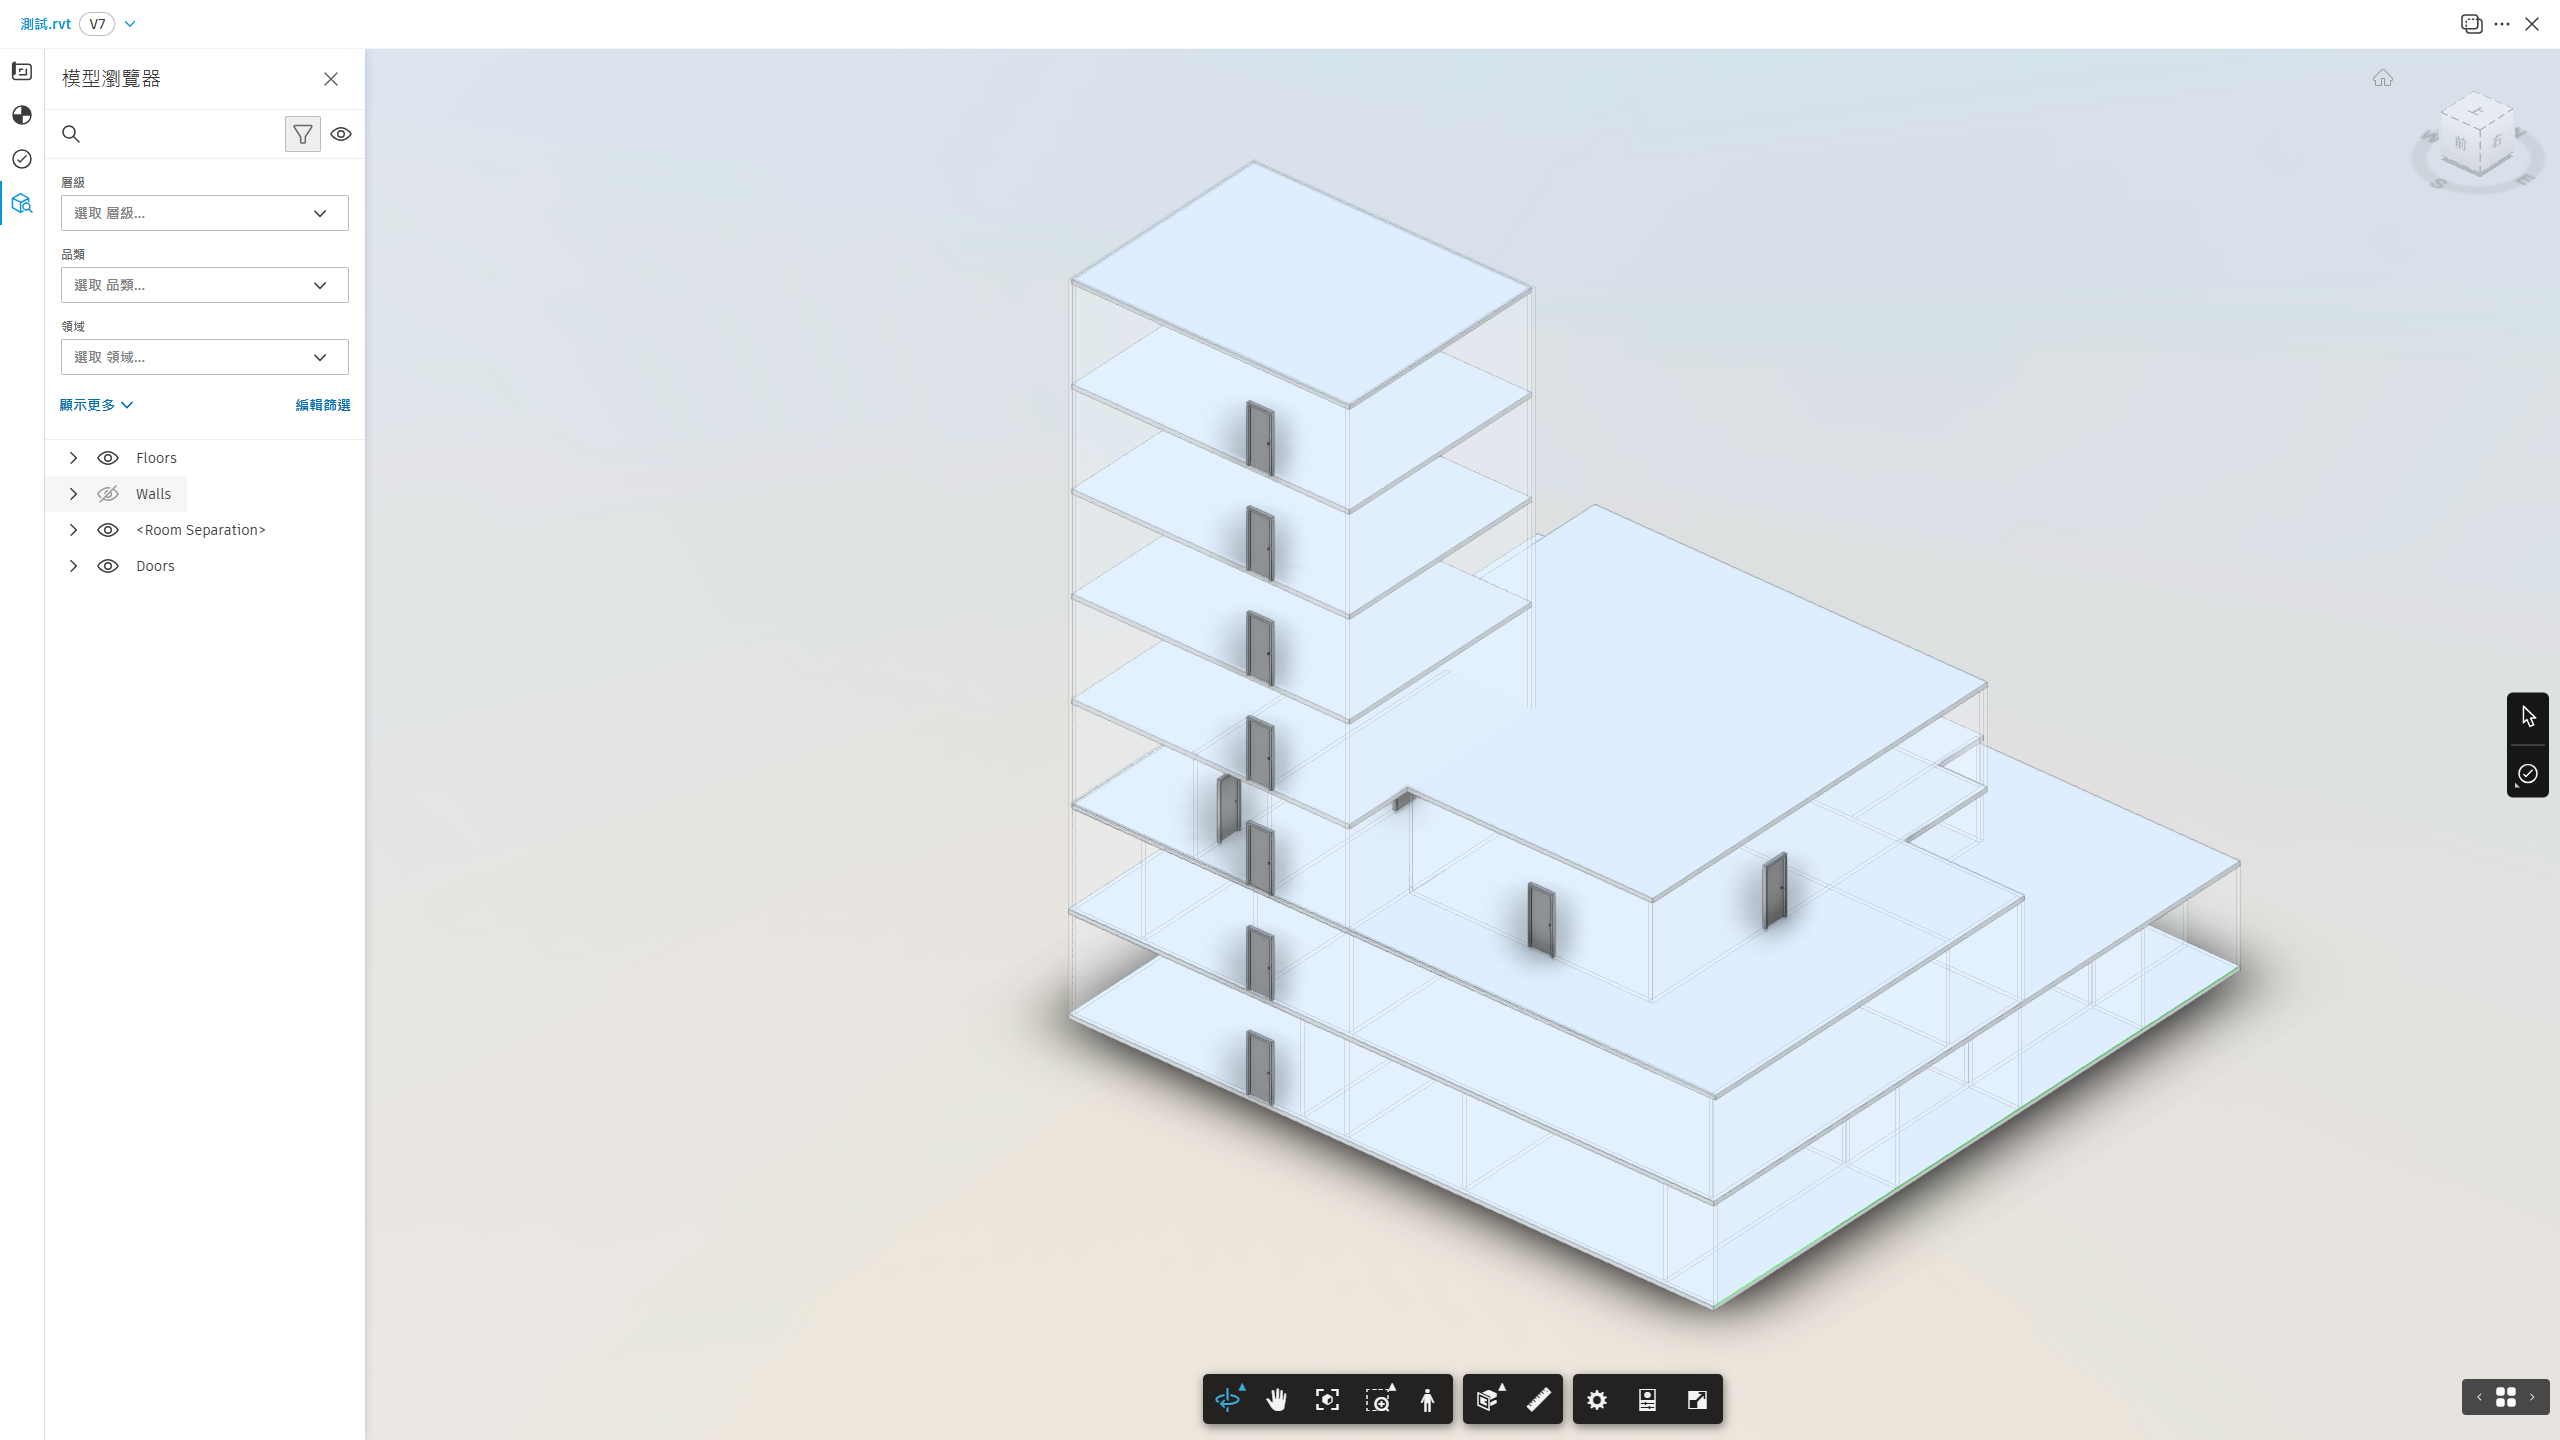 測試.rvt V7
模型瀏覽器
層級
選取 層級...
品類
選取 品類...
領域
選取 領域...
顯示更多 編輯篩選
Floors
Walls
<Room Separation>
Doors
上
前 右
W N
S E